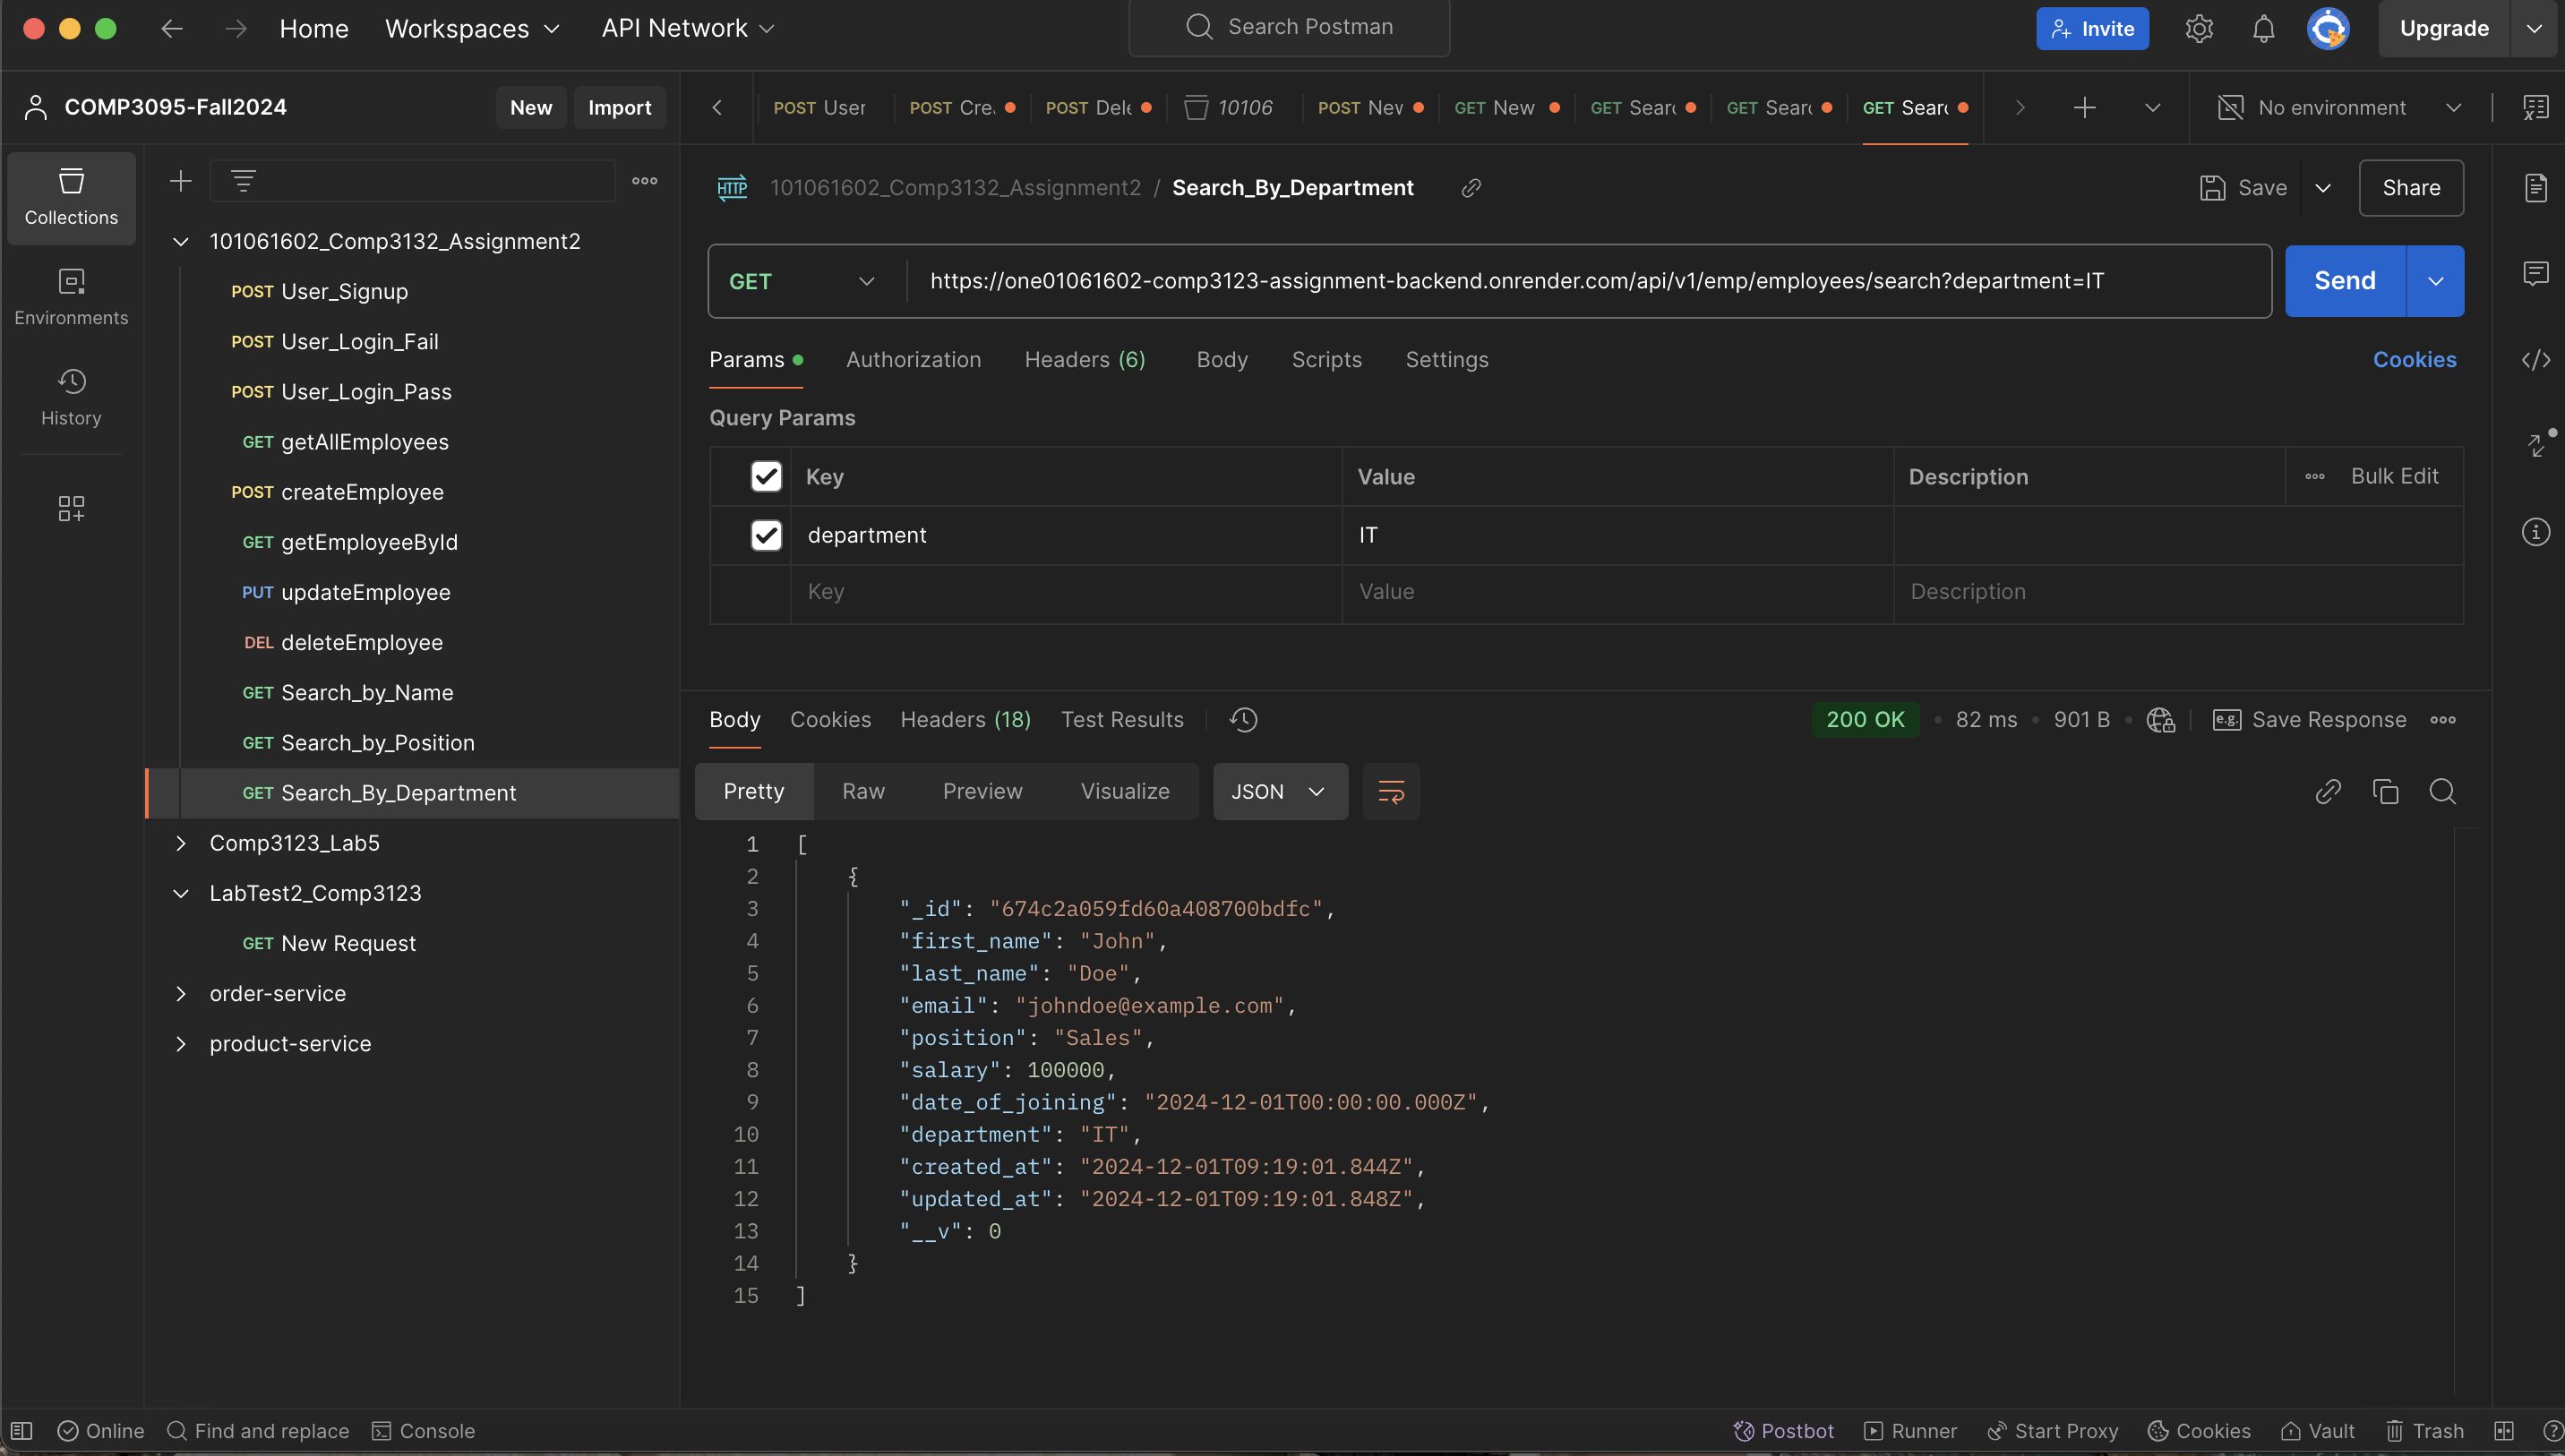 Home Workspaces API Network Search Postman Invite Upgrade
COMP3095-Fall2024 New Import POST User POST Cre. POST Dele 10106 POST Nev GET New GET Sear GET Sear GET Sear No environment
Collections
Environments
History
101061602_Comp3132_Assignment2
POST User_Signup
POST User_Login_Fail
POST User_Login_Pass
GET getAllEmployees
POST createEmployee
GET getEmployeeById
PUT updateEmployee
DEL deleteEmployee
GET Search_by_Name
GET Search_by_Position
GET Search_By_Department
Comp3123_Lab5
LabTest2_Comp3123
GET New Request
order-service
product-service
HTTP 101061602_Comp3132_Assignment2 / Search_By_Department Save Share
GET https://one01061602-comp3123-assignment-backend.onrender.com/api/v1/emp/employees/search?department=IT Send
Params Authorization Headers (6) Body Scripts Settings Cookies
Query Params
Key Value Description Bulk Edit
department IT
Key Value Description
Body Cookies Headers (18) Test Results 200 OK 82 ms 901 B e.g. Save Response
Pretty Raw Preview Visualize JSON
1 [
2 {
3 "_id": "674c2a059fd60a408700bdfc",
4 "first_name": "John",
5 "last_name": "Doe",
6 "email": "johndoe@example.com",
7 "position": "Sales",
8 "salary": 100000,
9 "date_of_joining": "2024-12-01T00:00:00.000Z",
10 "department": "IT",
11 "created_at": "2024-12-01T09:19:01.844Z",
12 "updated_at": "2024-12-01T09:19:01.848Z",
13 "__v": 0
14 }
15 ]
Online Find and replace Console Postbot Runner Start Proxy Cookies Vault Trash